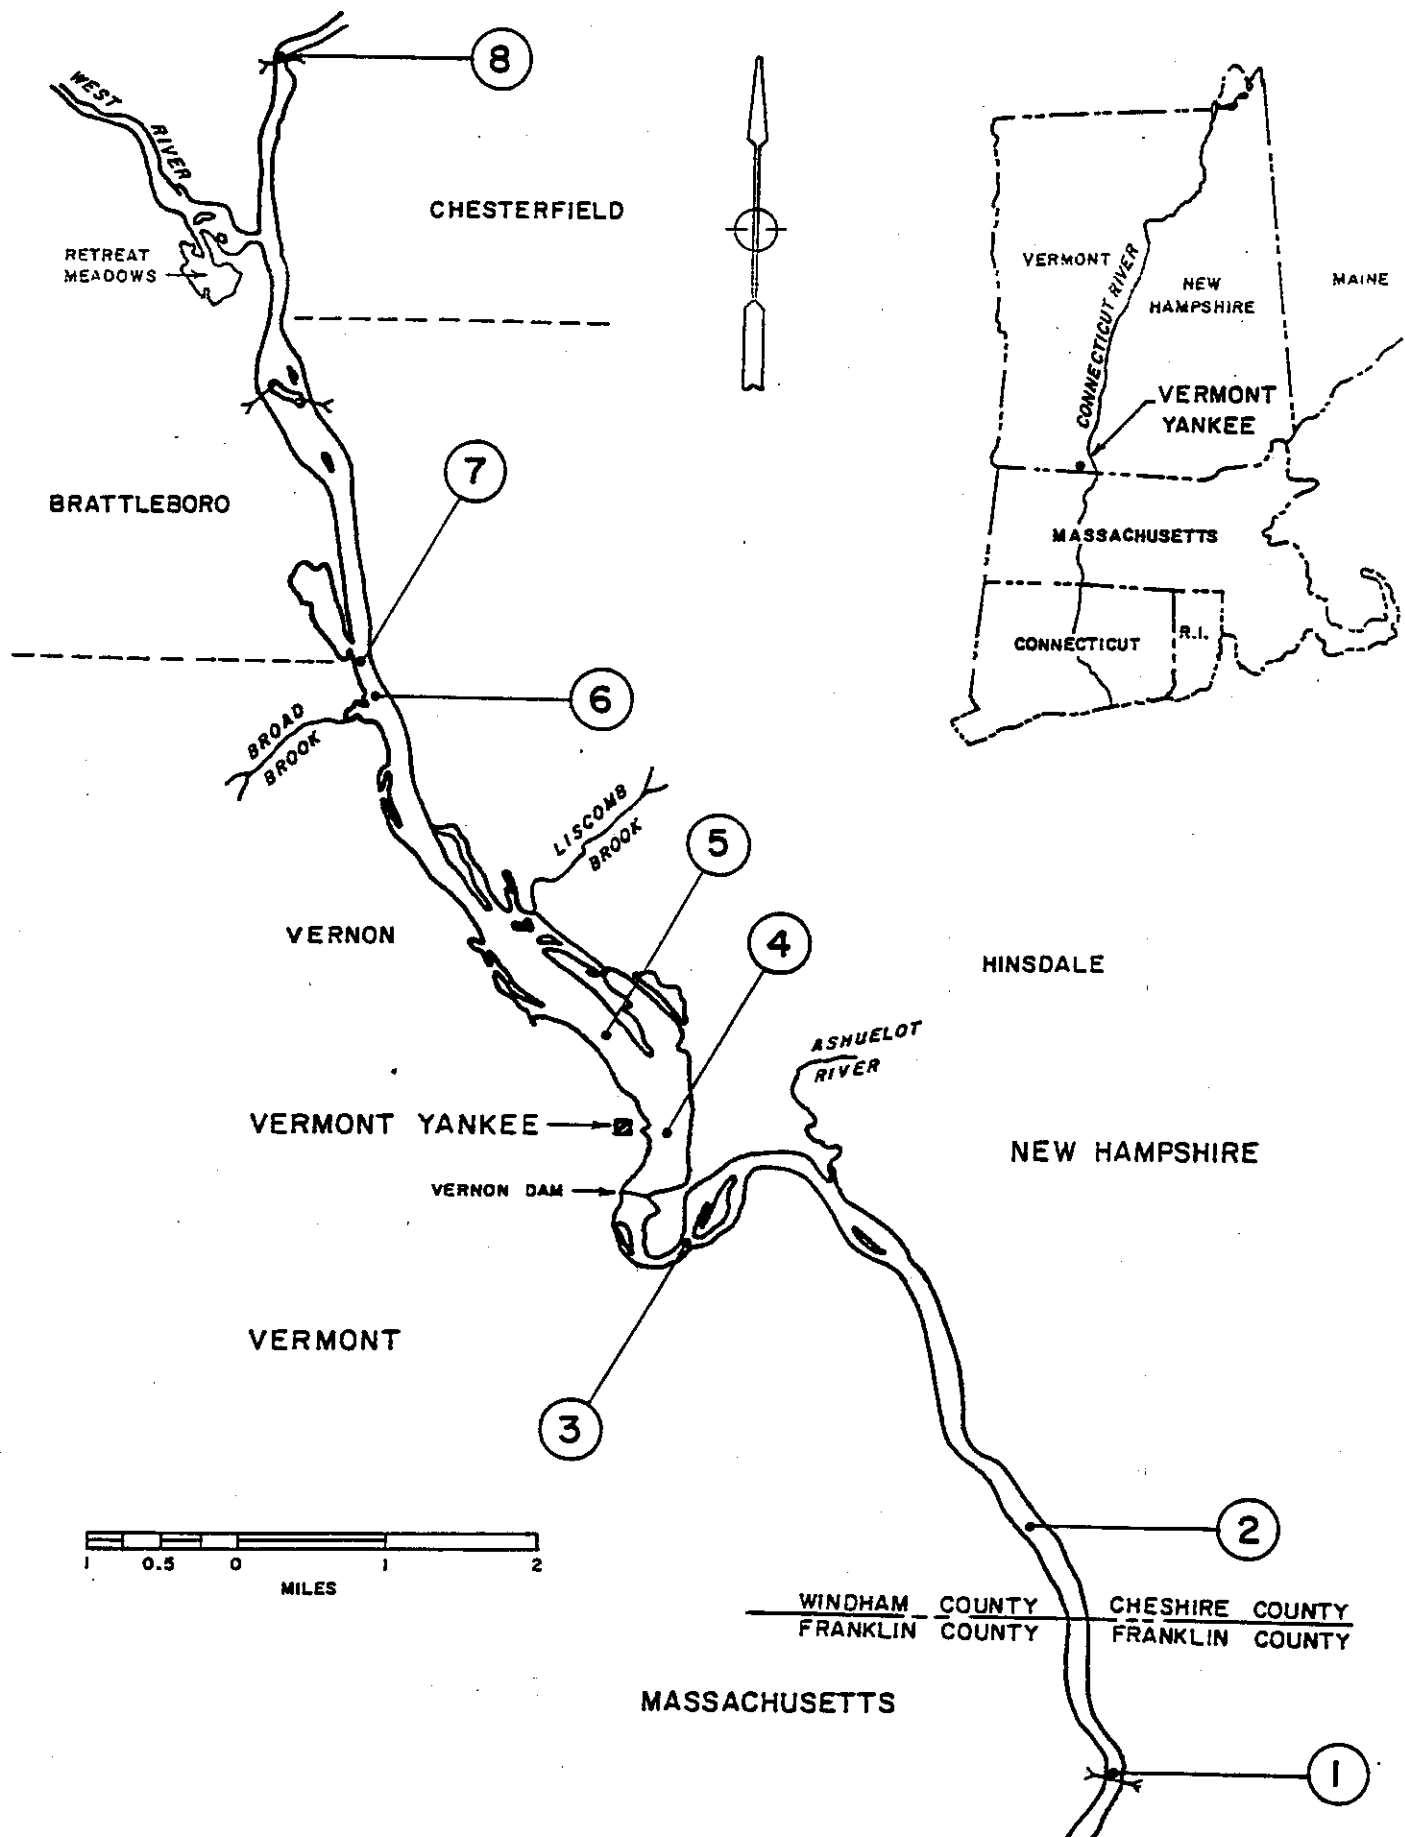 8
WEST
RIVER
CHESTERFIELD
RETREAT
MEADOWS
VERMONT
CONNECTICUT RIVER
NEW
HAMPSHIRE
MAINE
VERMONT
YANKEE
MASSACHUSETTS
CONNECTICUT
R.I.
7
BRATTLEBORO
6
BROAD
BROOK
LISCOMB
BROOK
5
4
VERNON
HINSDALE
ASHUELOT
RIVER
VERMONT YANKEE
NEW HAMPSHIRE
VERNON DAM
VERMONT
3
2
1 0.5 0 1 2
MILES
WINDHAM COUNTY CHESHIRE COUNTY
FRANKLIN COUNTY FRANKLIN COUNTY
MASSACHUSETTS
1